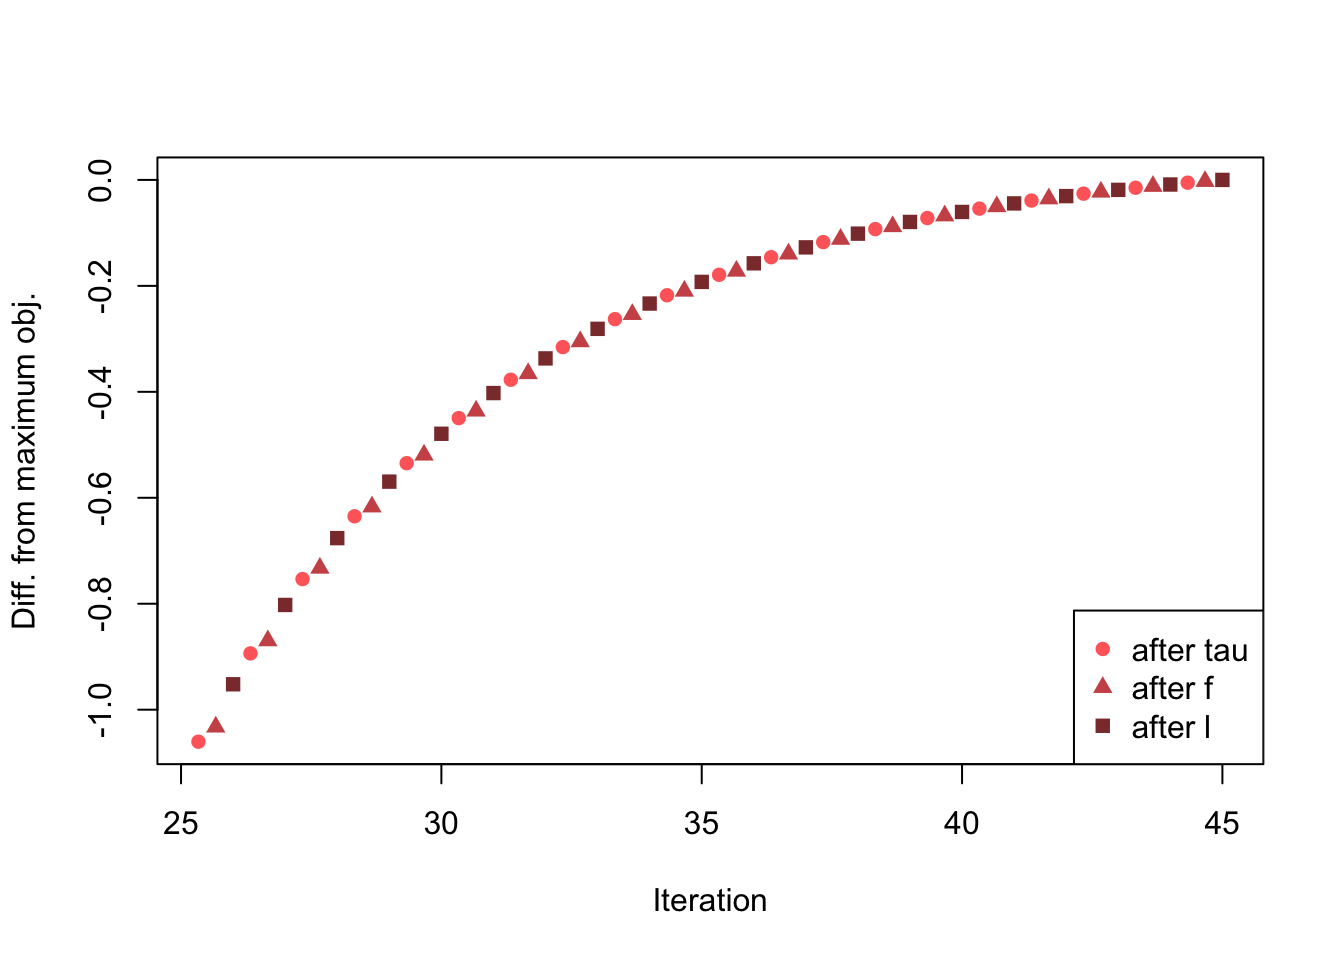 Diff. from maximum obj.
0.0
-0.2
-0.4
-0.6
-0.8
-1.0
after tau
after f
after l
25 30 35 40 45
Iteration